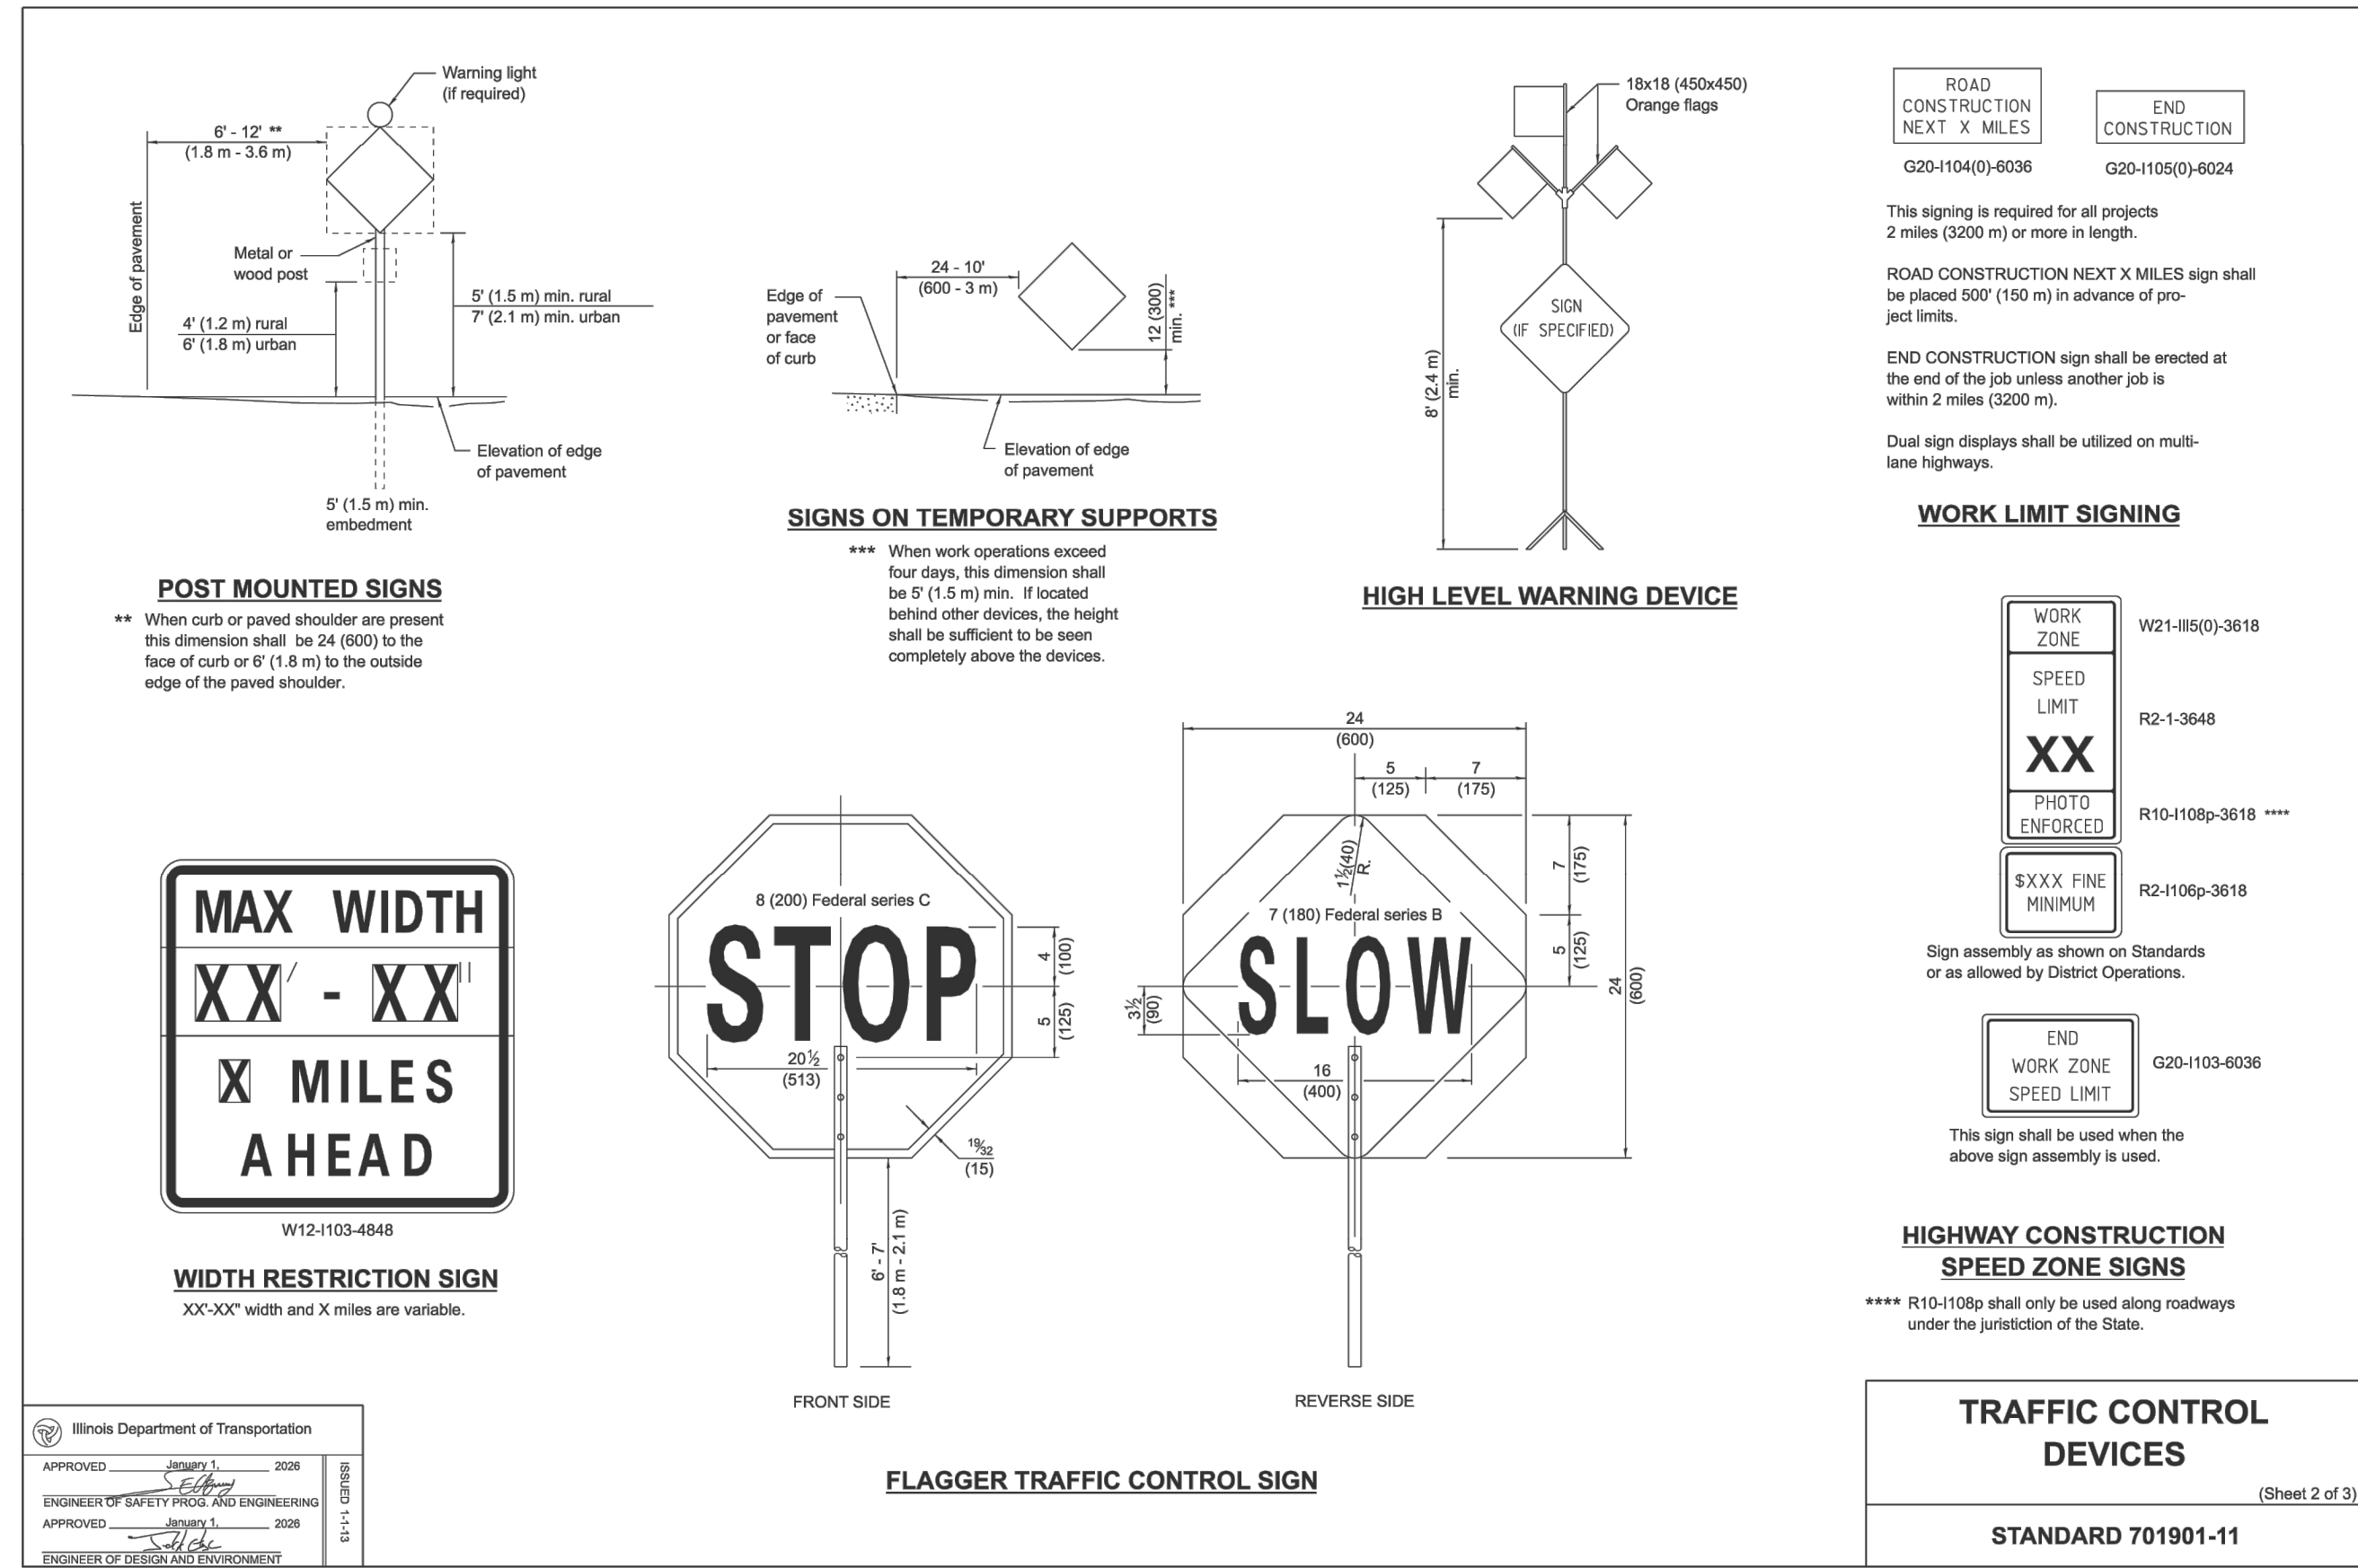 Warning light
(if required)
6' - 12' **
(1.8 m - 3.6 m)
Edge of pavement
Metal or
wood post
4' (1.2 m) rural
6' (1.8 m) urban
5' (1.5 m) min. rural
7' (2.1 m) min. urban
Elevation of edge
of pavement
5' (1.5 m) min.
embedment
POST MOUNTED SIGNS
** When curb or paved shoulder are present
this dimension shall be 24 (600) to the
face of curb or 6' (1.8 m) to the outside
edge of the paved shoulder.
24 - 10'
(600 - 3 m)
Edge of
pavement
or face
of curb
12 (300)
min. ***
Elevation of edge
of pavement
SIGNS ON TEMPORARY SUPPORTS
*** When work operations exceed
four days, this dimension shall
be 5' (1.5 m) min. If located
behind other devices, the height
shall be sufficient to be seen
completely above the devices.
18x18 (450x450)
Orange flags
SIGN
(IF SPECIFIED)
8' (2.4 m)
min.
HIGH LEVEL WARNING DEVICE
ROAD
CONSTRUCTION
NEXT X MILES
G20-I104(0)-6036
END
CONSTRUCTION
G20-I105(0)-6024
This signing is required for all projects
2 miles (3200 m) or more in length.
ROAD CONSTRUCTION NEXT X MILES sign shall
be placed 500' (150 m) in advance of pro-
ject limits.
END CONSTRUCTION sign shall be erected at
the end of the job unless another job is
within 2 miles (3200 m).
Dual sign displays shall be utilized on multi-
lane highways.
WORK LIMIT SIGNING
MAX WIDTH
XX' - XX"
X MILES
AHEAD
W12-I103-4848
WIDTH RESTRICTION SIGN
XX'-XX" width and X miles are variable.
8 (200) Federal series C
STOP
4
(100)
5
(125)
20½
(513)
19/32
(15)
6' - 7'
(1.8 m - 2.1 m)
FRONT SIDE
24
(600)
5
(125)
7
(175)
1½(40)
R.
7 (180) Federal series B
SLOW
3½
(90)
16
(400)
7
(175)
5
(125)
24
(600)
REVERSE SIDE
FLAGGER TRAFFIC CONTROL SIGN
WORK
ZONE
W21-III5(0)-3618
SPEED
LIMIT
XX
R2-1-3648
PHOTO
ENFORCED
R10-I108p-3618 ****
$XXX FINE
MINIMUM
R2-I106p-3618
Sign assembly as shown on Standards
or as allowed by District Operations.
END
WORK ZONE
SPEED LIMIT
G20-I103-6036
This sign shall be used when the
above sign assembly is used.
HIGHWAY CONSTRUCTION
SPEED ZONE SIGNS
**** R10-I108p shall only be used along roadways
under the juristiction of the State.
Illinois Department of Transportation
APPROVED January 1, 2026
ENGINEER OF SAFETY PROG. AND ENGINEERING
APPROVED January 1, 2026
ENGINEER OF DESIGN AND ENVIRONMENT
ISSUED 1-1-13
TRAFFIC CONTROL
DEVICES
(Sheet 2 of 3)
STANDARD 701901-11